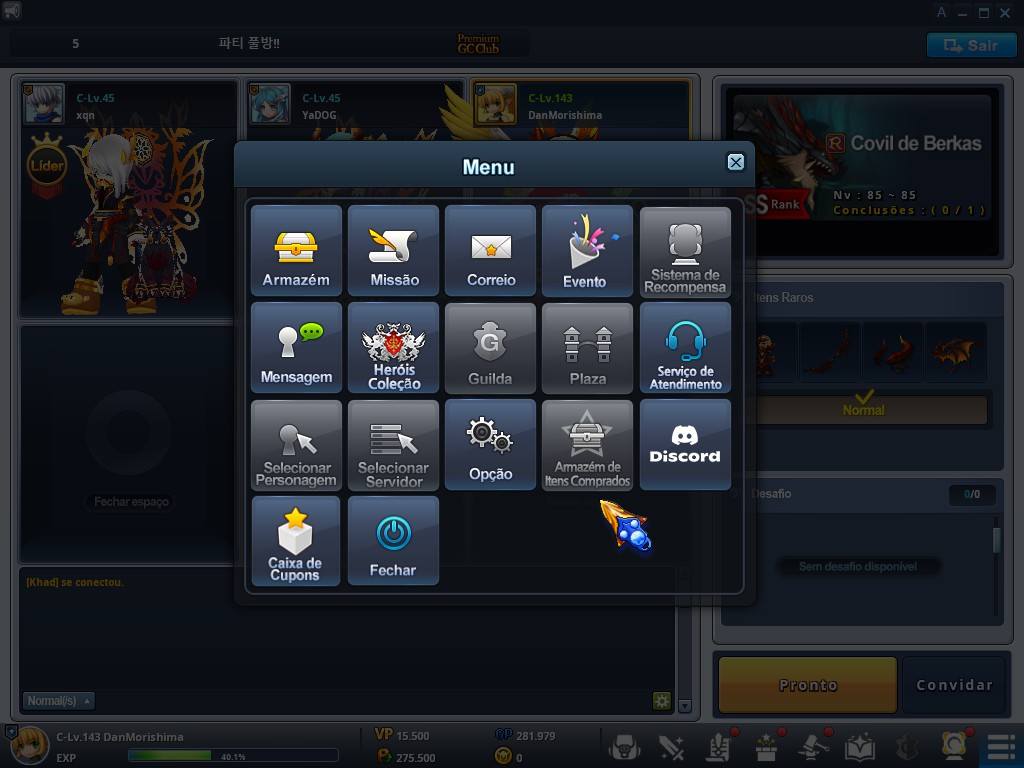 A
5 파티 풀방!! Premium GC Club Sair
C-Lv.45
xqn
Líder
C-Lv.45
YaDOG
C-Lv.143
DanMorishima
R Covil de Berkas
SS Rank
Nv : 85 ~ 85
Conclusões : ( 0 / 1 )
Menu
Armazém
Missão
Correio
Evento
Sistema de
Recompensa
Mensagem
Heróis
Coleção
G
Guilda
Plaza
Serviço de
Atendimento
Selecionar
Personagem
Selecionar
Servidor
Opção
Armazém de
Itens Comprados
Discord
Caixa de
Cupons
Fechar
Itens Raros
Normal
Desafio 0/0
Sem desafio disponível
Fechar espaço
[Khad] se conectou.
Normal(/s)
Pronto
Convidar
C-Lv.143 DanMorishima
EXP 40.1%
VP 15.500
275.500
GP 281.979
0